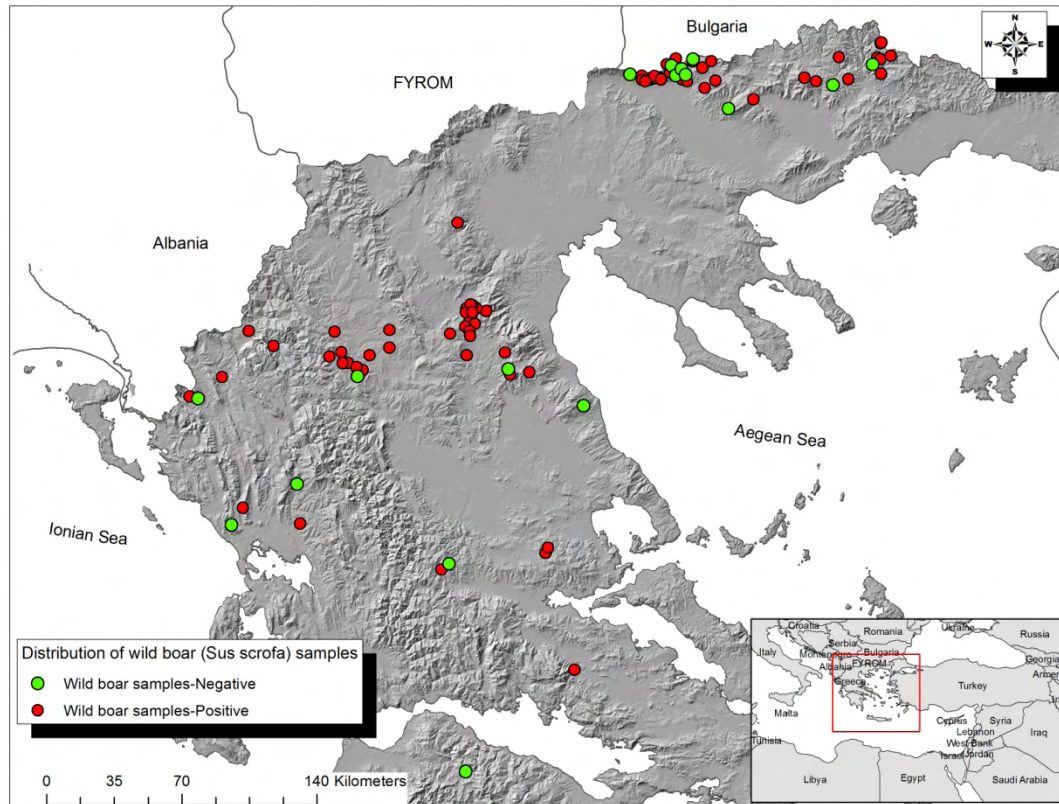 Bulgaria
N
W E
S
FYROM
Albania
Aegean Sea
Ionian Sea
Distribution of wild boar (Sus scrofa) samples
Wild boar samples-Negative
Wild boar samples-Positive
0 35 70 140 Kilometers
Croatia
Ukraine
Romania
Russia
Serbia
Italy
Montenegro
Bulgaria
Georgia
Albania
FYROM
Greece
Turkey
Malta
Cyprus
Syria
Tunisia
Lebanon
West Bank
Iraq
Israel
Jordan
Libya
Egypt
Saudi Arabia